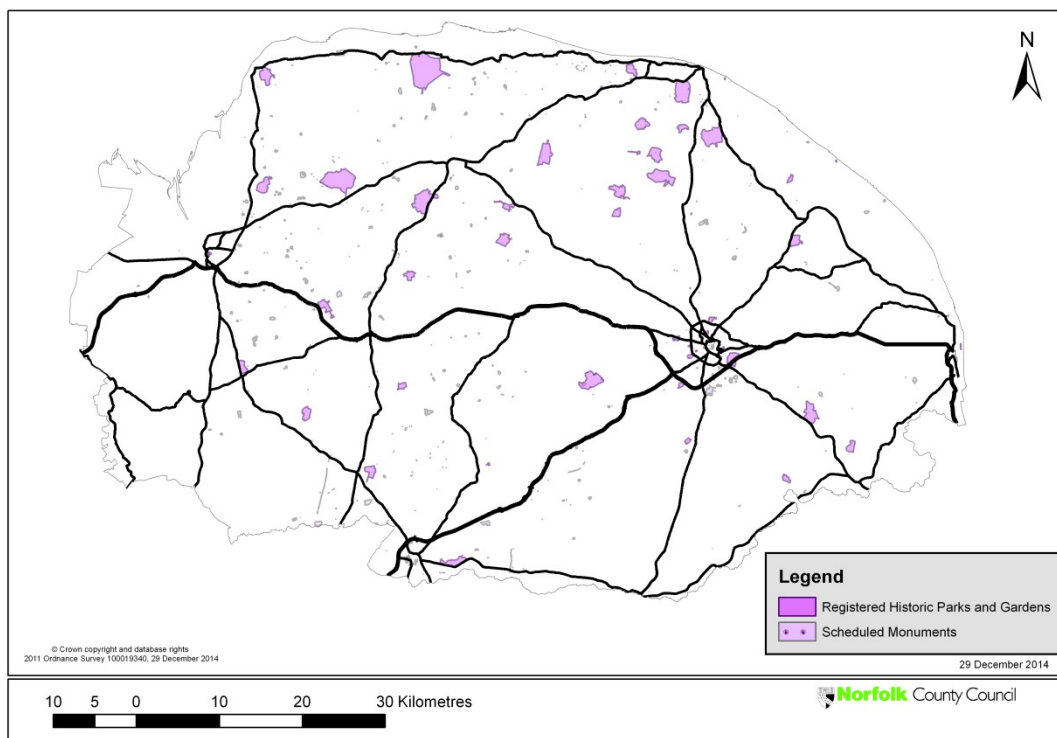 N
Legend
Registered Historic Parks and Gardens
Scheduled Monuments
© Crown copyright and database rights
2011 Ordnance Survey 100019340, 29 December 2014
29 December 2014
10 5 0 10 20 30 Kilometres
Norfolk County Council